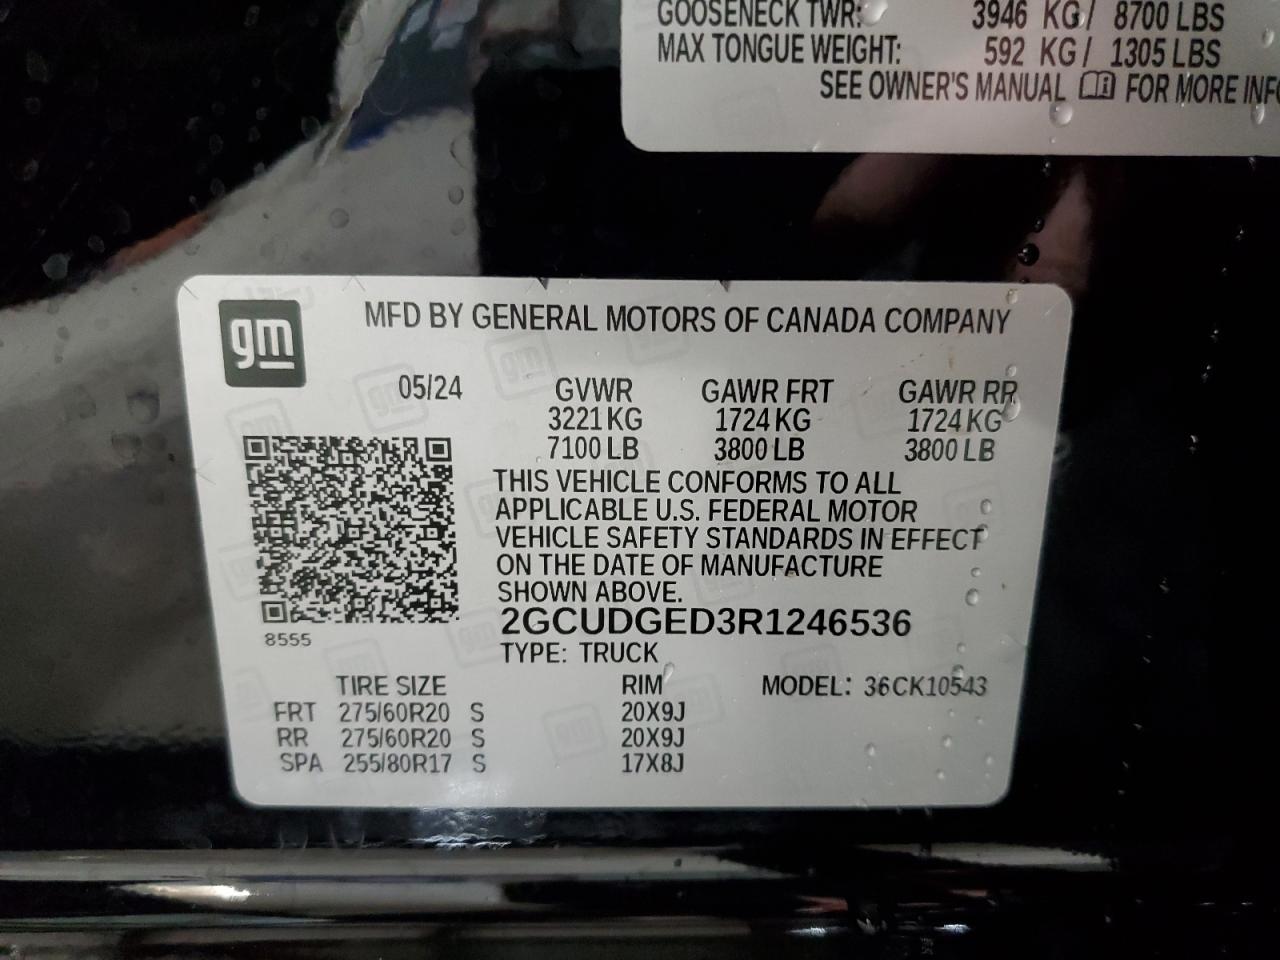 GOOSENECK TWR: 3946 KG/ 8700 LBS
MAX TONGUE WEIGHT: 592 KG/ 1305 LBS
SEE OWNER'S MANUAL FOR MORE
gm
MFD BY GENERAL MOTORS OF CANADA COMPANY
05/24 GVWR GAWR FRT GAWR RR
3221 KG 1724 KG 1724 KG
7100 LB 3800 LB 3800 LB
THIS VEHICLE CONFORMS TO ALL
APPLICABLE U.S. FEDERAL MOTOR
VEHICLE SAFETY STANDARDS IN EFFECT
ON THE DATE OF MANUFACTURE
SHOWN ABOVE.
2GCUDGED3R1246536
8555
TYPE: TRUCK
TIRE SIZE RIM MODEL: 36CK10543
FRT 275/60R20 S 20X9J
RR 275/60R20 S 20X9J
SPA 255/80R17 S 17X8J